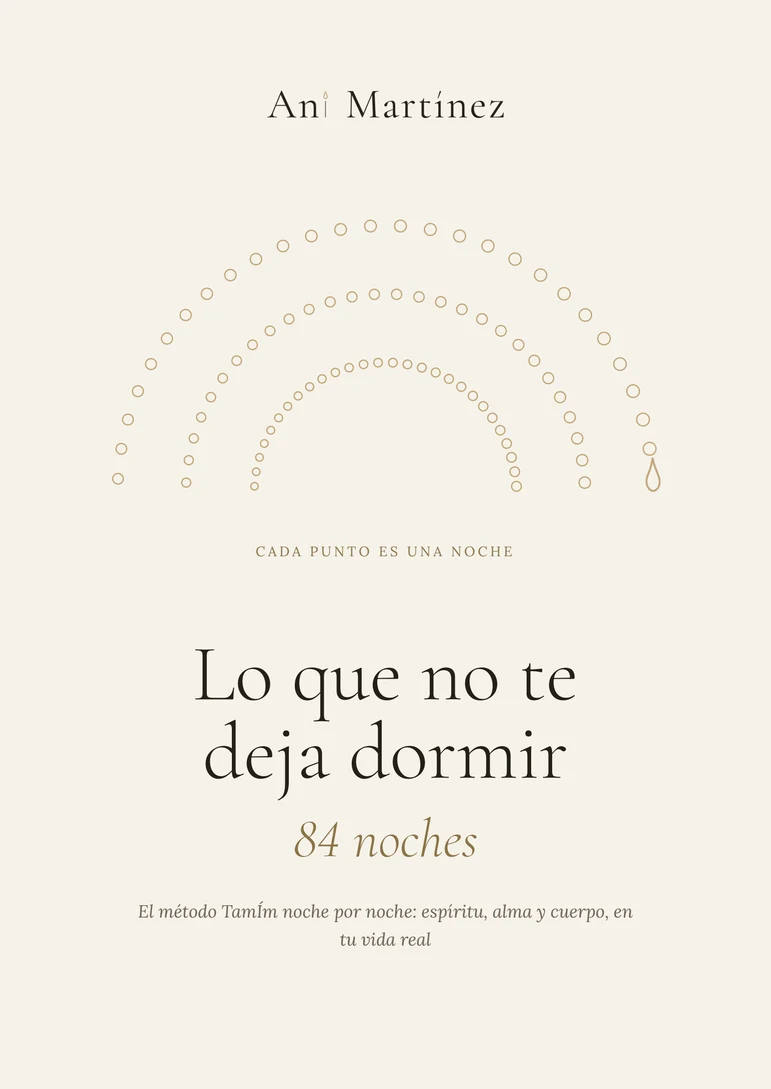 Ani Martínez
CADA PUNTO ES UNA NOCHE
Lo que no te
deja dormir
84 noches
El método TamÍm noche por noche: espíritu, alma y cuerpo, en
tu vida real